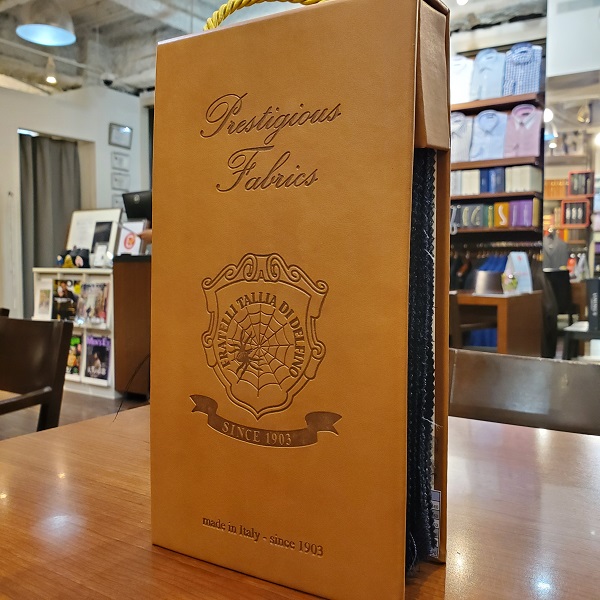 Prestigious
Fabrics
FRATELLI TALLIA DI DELFINO
SINCE 1903
made in Italy - since 1903